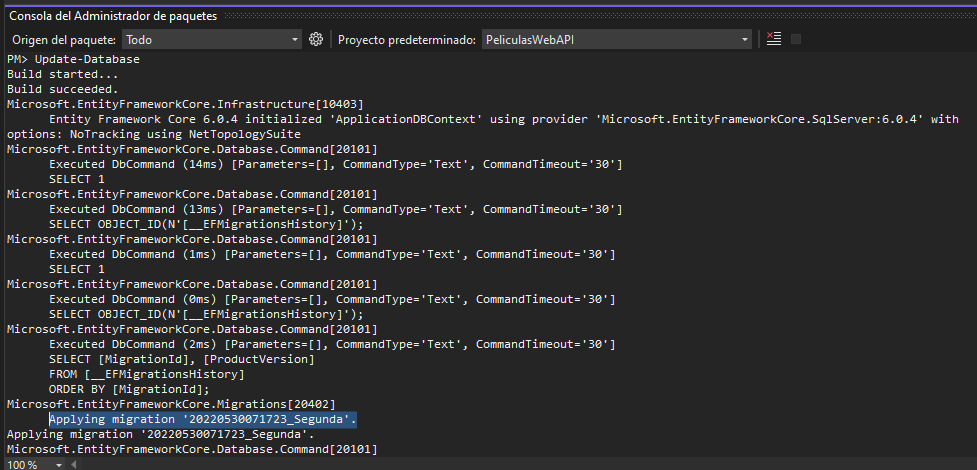 Consola del Administrador de paquetes
Origen del paquete: Todo Proyecto predeterminado: PeliculasWebAPI
PM> Update-Database
Build started...
Build succeeded.
Microsoft.EntityFrameworkCore.Infrastructure[10403]
Entity Framework Core 6.0.4 initialized 'ApplicationDBContext' using provider 'Microsoft.EntityFrameworkCore.SqlServer:6.0.4' with
options: NoTracking using NetTopologySuite
Microsoft.EntityFrameworkCore.Database.Command[20101]
Executed DbCommand (14ms) [Parameters=[], CommandType='Text', CommandTimeout='30']
SELECT 1
Microsoft.EntityFrameworkCore.Database.Command[20101]
Executed DbCommand (13ms) [Parameters=[], CommandType='Text', CommandTimeout='30']
SELECT OBJECT_ID(N'[__EFMigrationsHistory]');
Microsoft.EntityFrameworkCore.Database.Command[20101]
Executed DbCommand (1ms) [Parameters=[], CommandType='Text', CommandTimeout='30']
SELECT 1
Microsoft.EntityFrameworkCore.Database.Command[20101]
Executed DbCommand (0ms) [Parameters=[], CommandType='Text', CommandTimeout='30']
SELECT OBJECT_ID(N'[__EFMigrationsHistory]');
Microsoft.EntityFrameworkCore.Database.Command[20101]
Executed DbCommand (2ms) [Parameters=[], CommandType='Text', CommandTimeout='30']
SELECT [MigrationId], [ProductVersion]
FROM [__EFMigrationsHistory]
ORDER BY [MigrationId];
Microsoft.EntityFrameworkCore.Migrations[20402]
Applying migration '20220530071723_Segunda'.
Applying migration '20220530071723_Segunda'.
Microsoft.EntityFrameworkCore.Database.Command[20101]
100 %